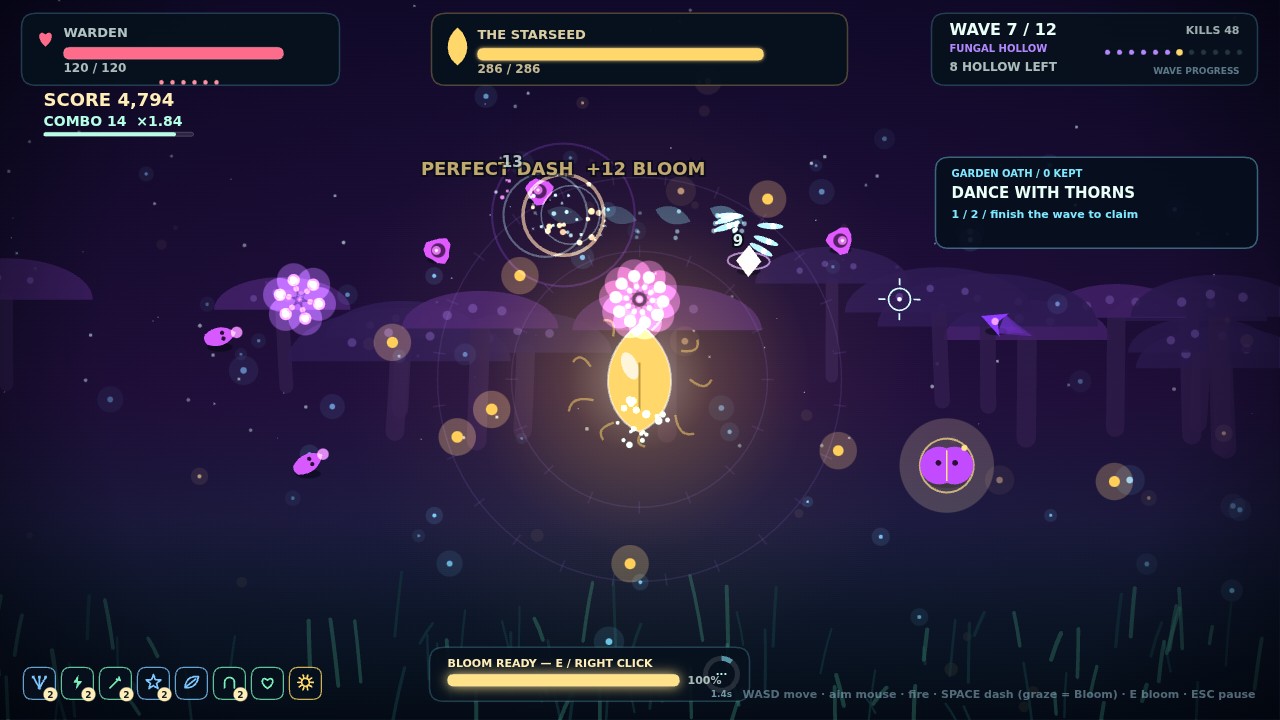 WARDEN
120 / 120
THE STARSEED
286 / 286
WAVE 7 / 12
KILLS 48
FUNGAL HOLLOW
8 HOLLOW LEFT
WAVE PROGRESS
SCORE 4,794
COMBO 14 ×1.84
13
PERFECT DASH +12 BLOOM
GARDEN OATH / 0 KEPT
DANCE WITH THORNS
1 / 2 / finish the wave to claim
9
BLOOM READY — E / RIGHT CLICK
100%
1.4s
2
2
2
2
2
WASD move · aim mouse · fire · SPACE dash (graze = Bloom) · E bloom · ESC pause